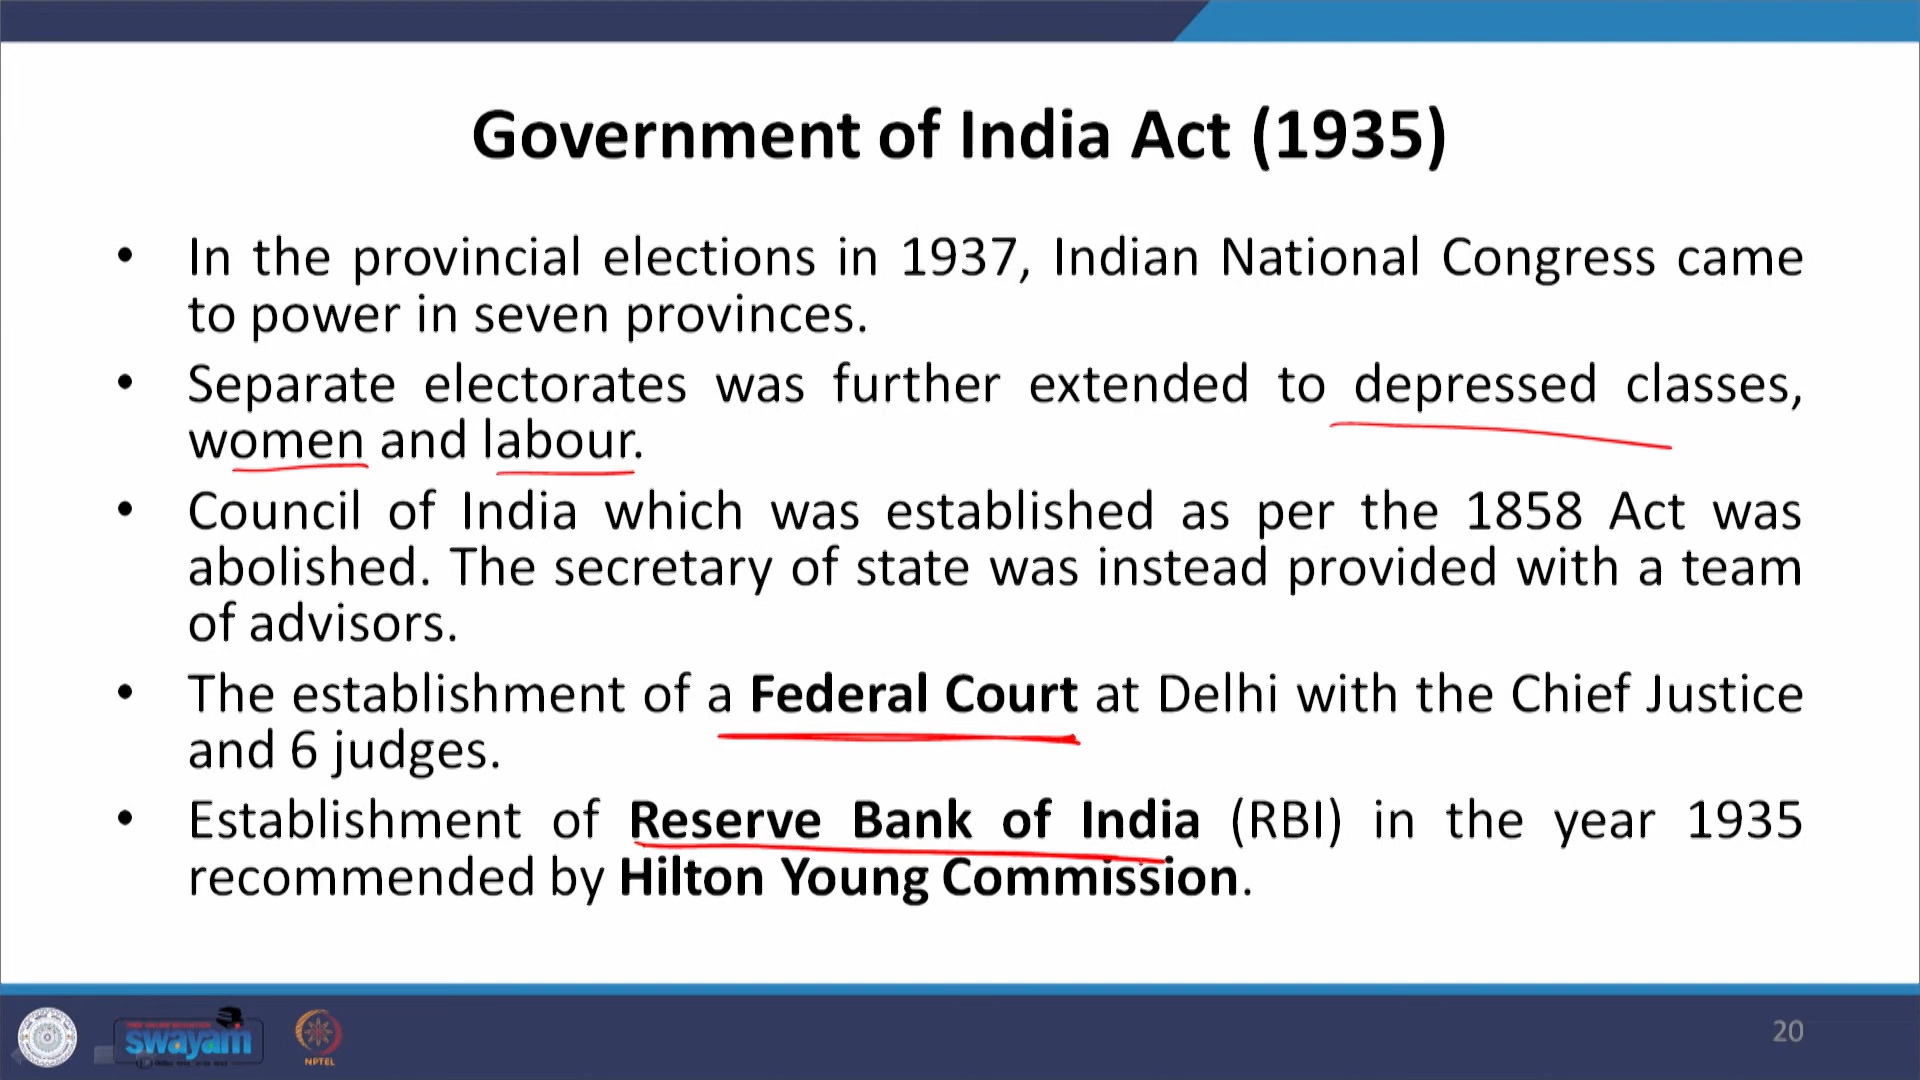 Government of India Act (1935)
• In the provincial elections in 1937, Indian National Congress came
to power in seven provinces.
• Separate electorates was further extended to depressed classes,
women and labour.
• Council of India which was established as per the 1858 Act was
abolished. The secretary of state was instead provided with a team
of advisors.
• The establishment of a Federal Court at Delhi with the Chief Justice
and 6 judges.
• Establishment of Reserve Bank of India (RBI) in the year 1935
recommended by Hilton Young Commission.
swayam
NPTEL
20